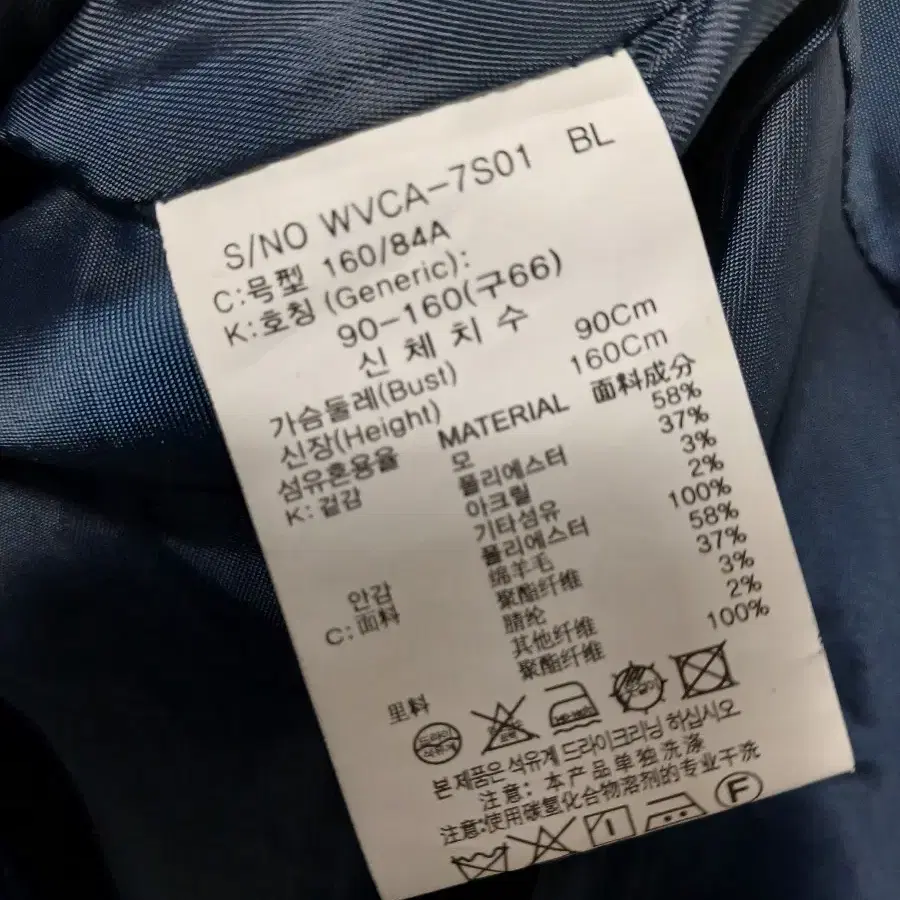 S/NO WVCA-7S01 BL
C:号型 160/84A
K:호칭 (Generic):
90-160(구66)
신 체 치 수
가슴둘레(Bust) 90Cm
신장(Height) 160Cm
섬유혼용율 MATERIAL 面料成分
K: 겉감 모 58%
폴리에스터 37%
아크릴 3%
기타섬유 2%
안감 폴리에스터 100%
C: 面料 绵羊毛 58%
聚酯纤维 37%
腈纶 3%
其他纤维 2%
里料 聚酯纤维 100%
드라이
석유계
본 제품은 석유계 드라이크리닝 하십시오
注意: 本产品单独洗涤
注意:使用碳氢化合物溶剂的专业干洗
F